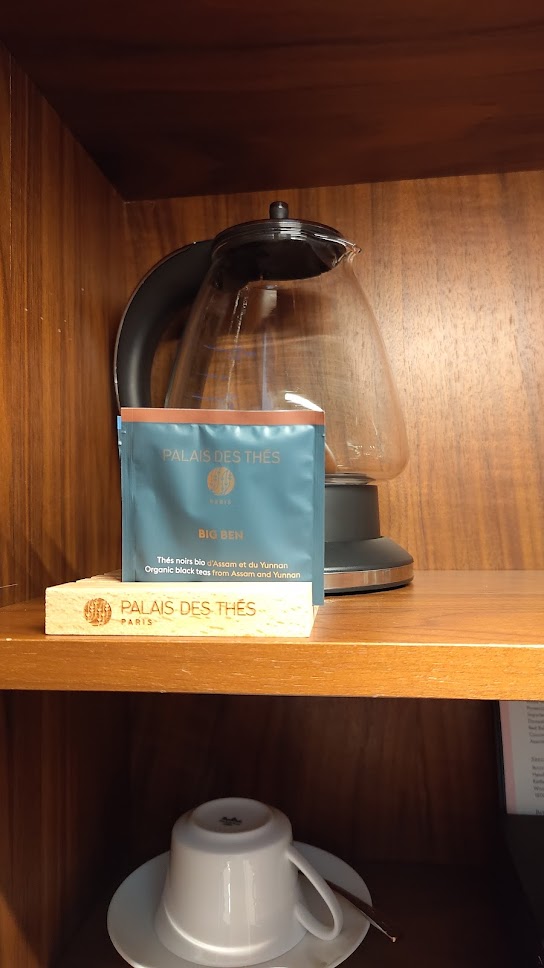 PALAIS DES THÉS
PARIS
BIG BEN
Thés noirs bio d'Assam et du Yunnan
Organic black teas from Assam and Yunnan
PALAIS DES THÉS
PARIS